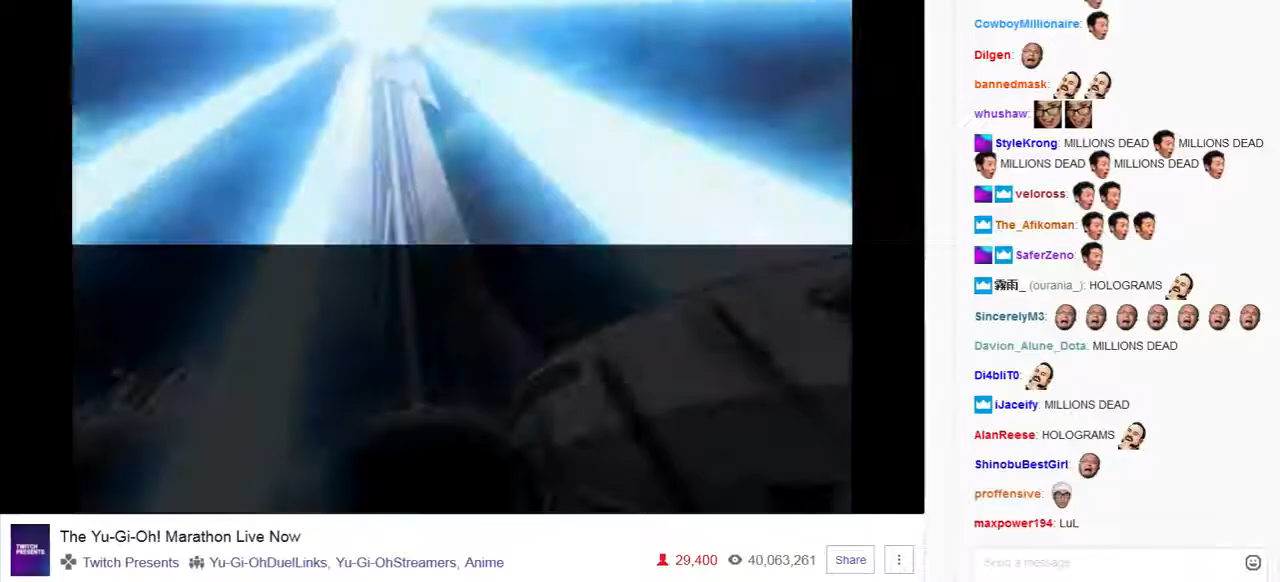 CowboyMillionaire:
Dilgen:
bannedmask:
whushaw:
StyleKrong: MILLIONS DEAD MILLIONS DEAD
MILLIONS DEAD MILLIONS DEAD
veloross:
The_Afikoman:
SaferZeno:
霧雨_ (ourania_): HOLOGRAMS
SincerelyM3:
Davion_Alune_Dota: MILLIONS DEAD
Di4bliT0:
iJaceify: MILLIONS DEAD
AlanReese: HOLOGRAMS
ShinobuBestGirl:
proffensive:
maxpower194: LuL
Send a message
TWITCH
PRESENTS
The Yu-Gi-Oh! Marathon Live Now
Twitch Presents Yu-Gi-OhDuelLinks, Yu-Gi-OhStreamers, Anime
29,400 40,063,261 Share